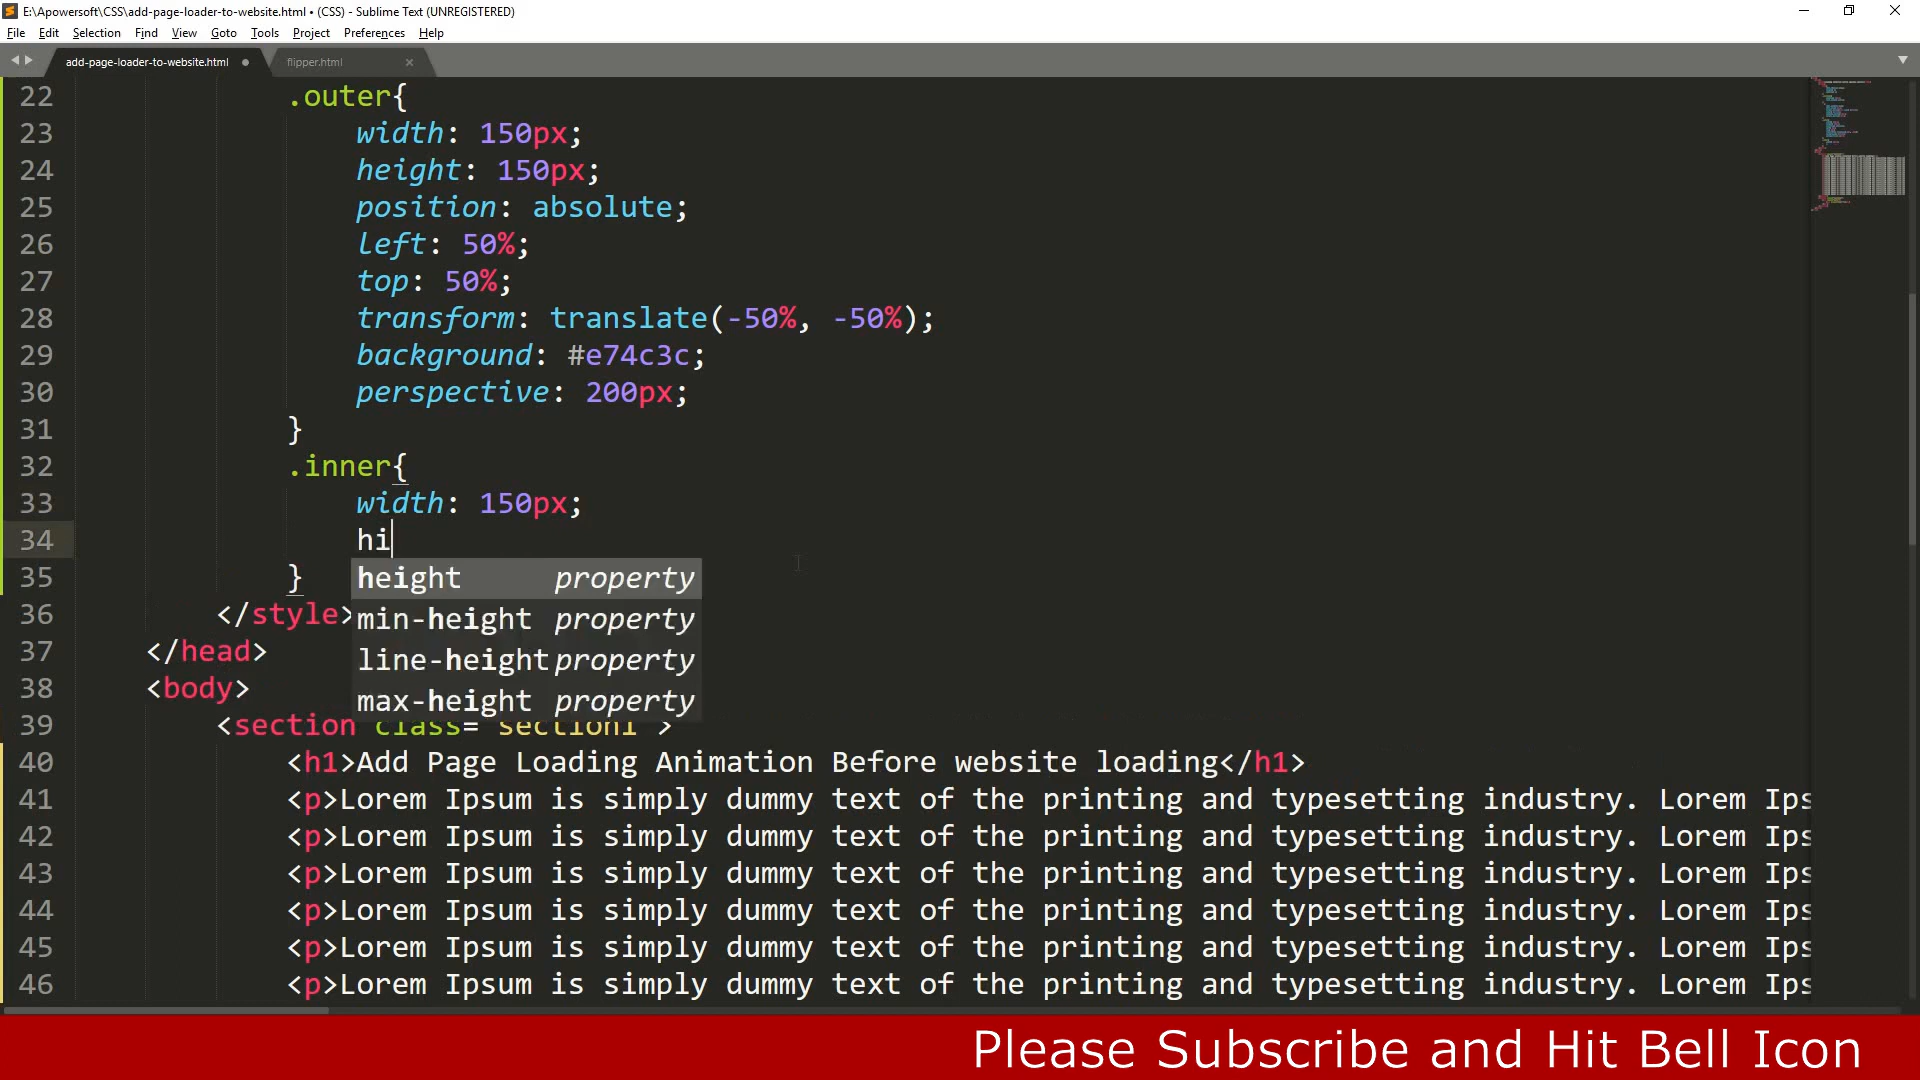 E:\Apowersoft\CSS\add-page-loader-to-website.html • (CSS) - Sublime Text (UNREGISTERED)
File Edit Selection Find View Goto Tools Project Preferences Help
add-page-loader-to-website.html flipper.html
22 .outer{
23 width: 150px;
24 height: 150px;
25 position: absolute;
26 left: 50%;
27 top: 50%;
28 transform: translate(-50%, -50%);
29 background: #e74c3c;
30 perspective: 200px;
31 }
32 .inner{
33 width: 150px;
34 hi
35 }
height property
36 </style>
min-height property
37 </head>
line-height property
38 <body>
max-height property
39 <section class="section1">
40 <h1>Add Page Loading Animation Before website loading</h1>
41 <p>Lorem Ipsum is simply dummy text of the printing and typesetting industry. Lorem Ips
42 <p>Lorem Ipsum is simply dummy text of the printing and typesetting industry. Lorem Ips
43 <p>Lorem Ipsum is simply dummy text of the printing and typesetting industry. Lorem Ips
44 <p>Lorem Ipsum is simply dummy text of the printing and typesetting industry. Lorem Ips
45 <p>Lorem Ipsum is simply dummy text of the printing and typesetting industry. Lorem Ips
46 <p>Lorem Ipsum is simply dummy text of the printing and typesetting industry. Lorem Ips
Please Subscribe and Hit Bell Icon